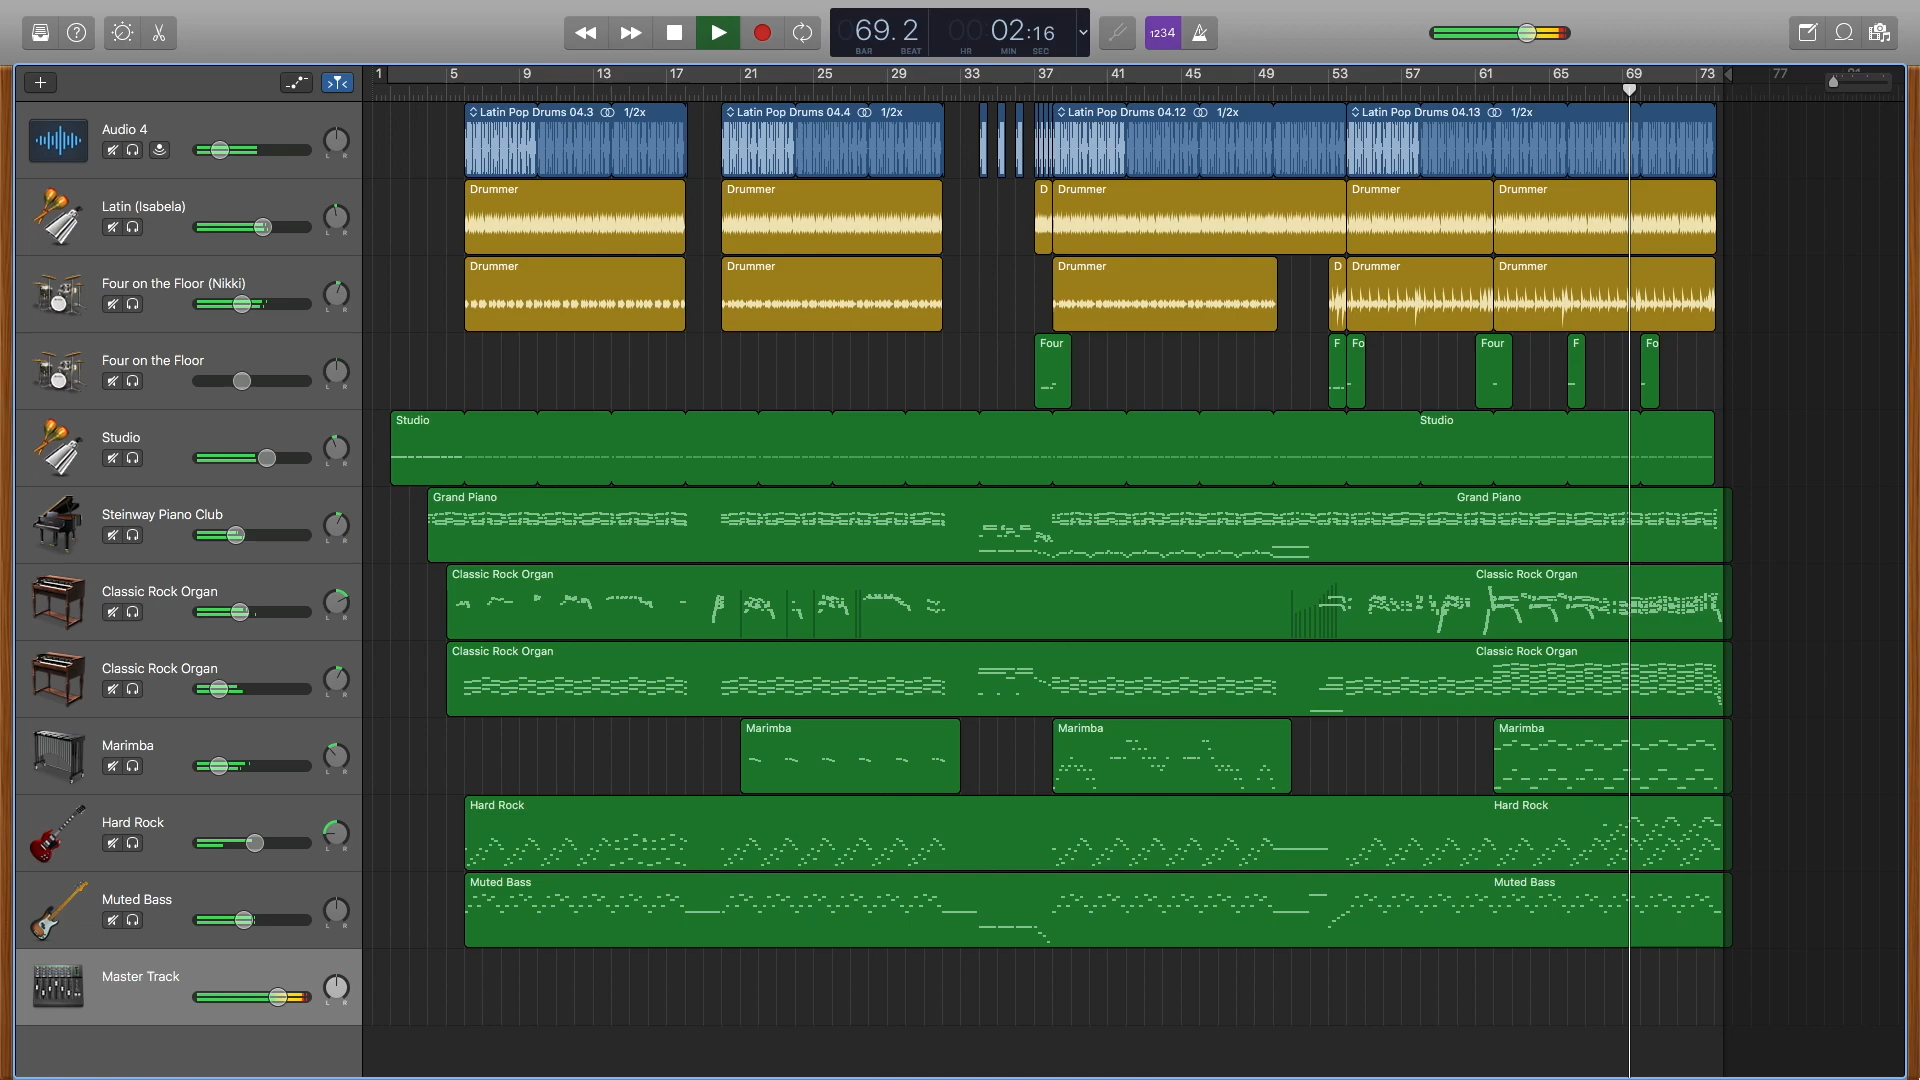 69. 2
02:16
BAR BEAT HR MIN SEC
1234
1 5 9 13 17 21 25 29 33 37 41 45 49 53 57 61 65 69 73 77
Audio 4
L R
Latin Pop Drums 04.3 1/2x
Latin Pop Drums 04.4 1/2x
Latin Pop Drums 04.12 1/2x
Latin Pop Drums 04.13 1/2x
Latin (Isabela)
L R
Drummer Drummer D Drummer Drummer Drummer
Four on the Floor (Nikki)
L R
Drummer Drummer Drummer D Drummer Drummer
Four on the Floor
L R
Four F Fo Four F Fo
Studio
L R
Studio Studio
Steinway Piano Club
L R
Grand Piano Grand Piano
Classic Rock Organ
L R
Classic Rock Organ Classic Rock Organ
Classic Rock Organ
L R
Classic Rock Organ Classic Rock Organ
Marimba
L R
Marimba Marimba Marimba
Hard Rock
L R
Hard Rock Hard Rock
Muted Bass
L R
Muted Bass Muted Bass
Master Track
L R